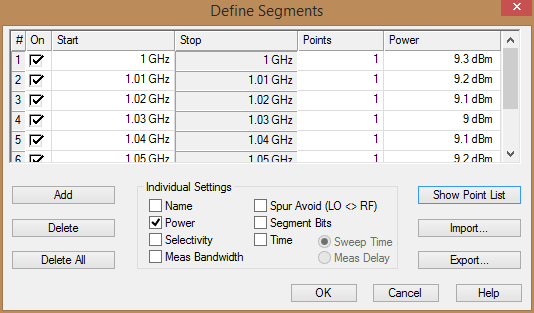 Define Segments
# On Start Stop Points Power
1 1 GHz 1 GHz 1 9.3 dBm
2 1.01 GHz 1.01 GHz 1 9.2 dBm
3 1.02 GHz 1.02 GHz 1 9.1 dBm
4 1.03 GHz 1.03 GHz 1 9 dBm
5 1.04 GHz 1.04 GHz 1 9.1 dBm
6 1.05 GHz 1.05 GHz 1 9.2 dBm
Add
Delete
Delete All
Individual Settings
Name
Power
Selectivity
Meas Bandwidth
Spur Avoid (LO <> RF)
Segment Bits
Time
Sweep Time
Meas Delay
Show Point List
Import...
Export...
OK Cancel Help